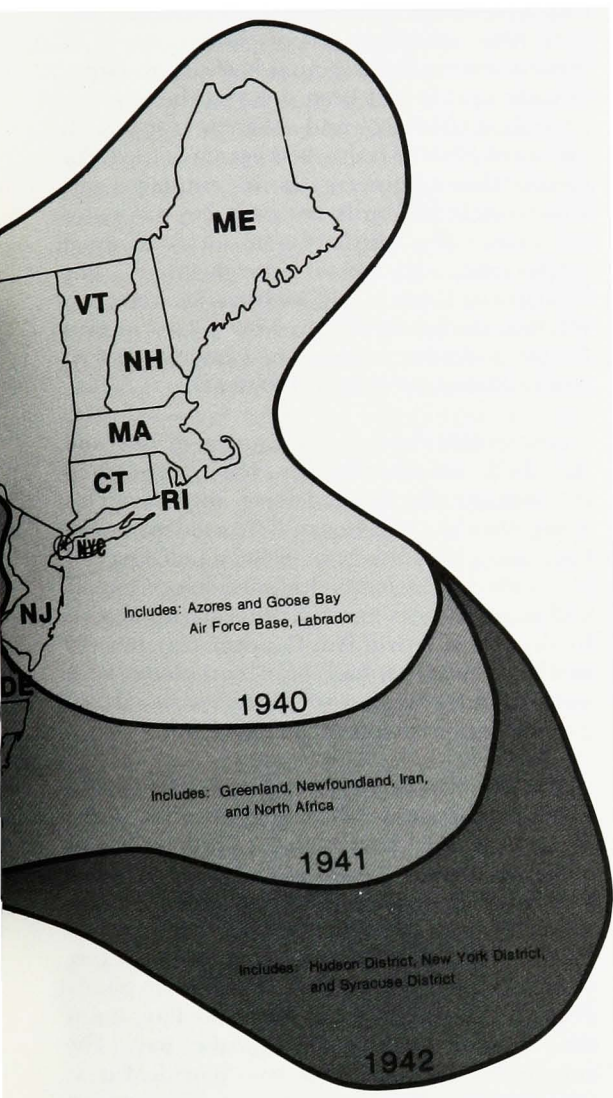 ME
VT
NH
MA
CT
RI
NYC
NJ
DE
Includes: Azores and Goose Bay
Air Force Base, Labrador
1940
Includes: Greenland, Newfoundland, Iran,
and North Africa
1941
Includes: Hudson District, New York District,
and Syracuse District
1942